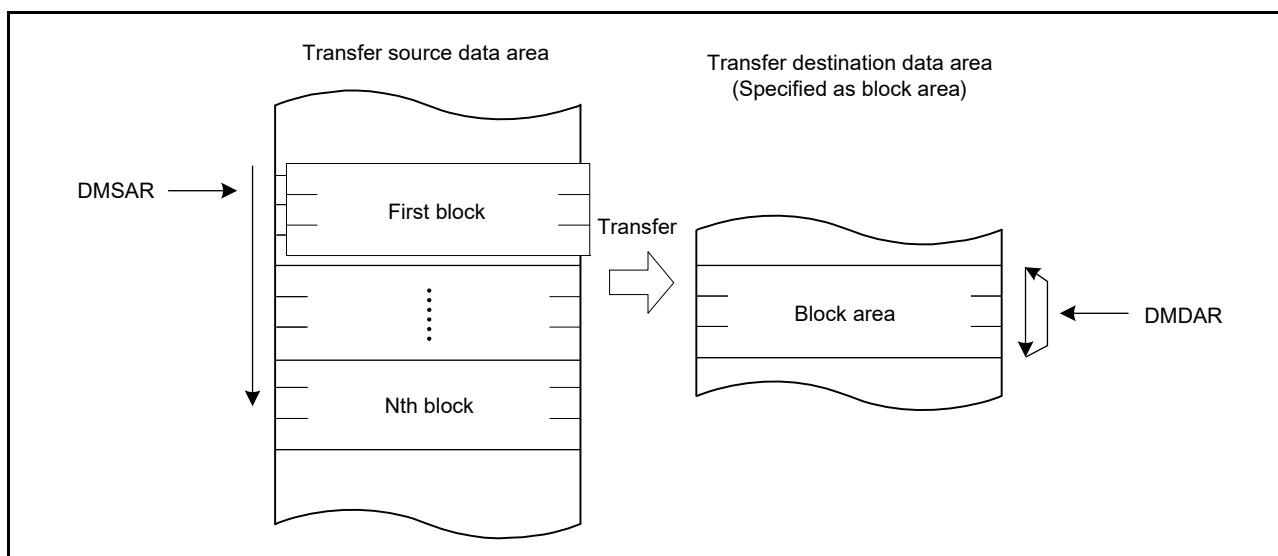 Transfer source data area
Transfer destination data area
(Specified as block area)
DMSAR
First block
Transfer
Block area
DMDAR
Nth block